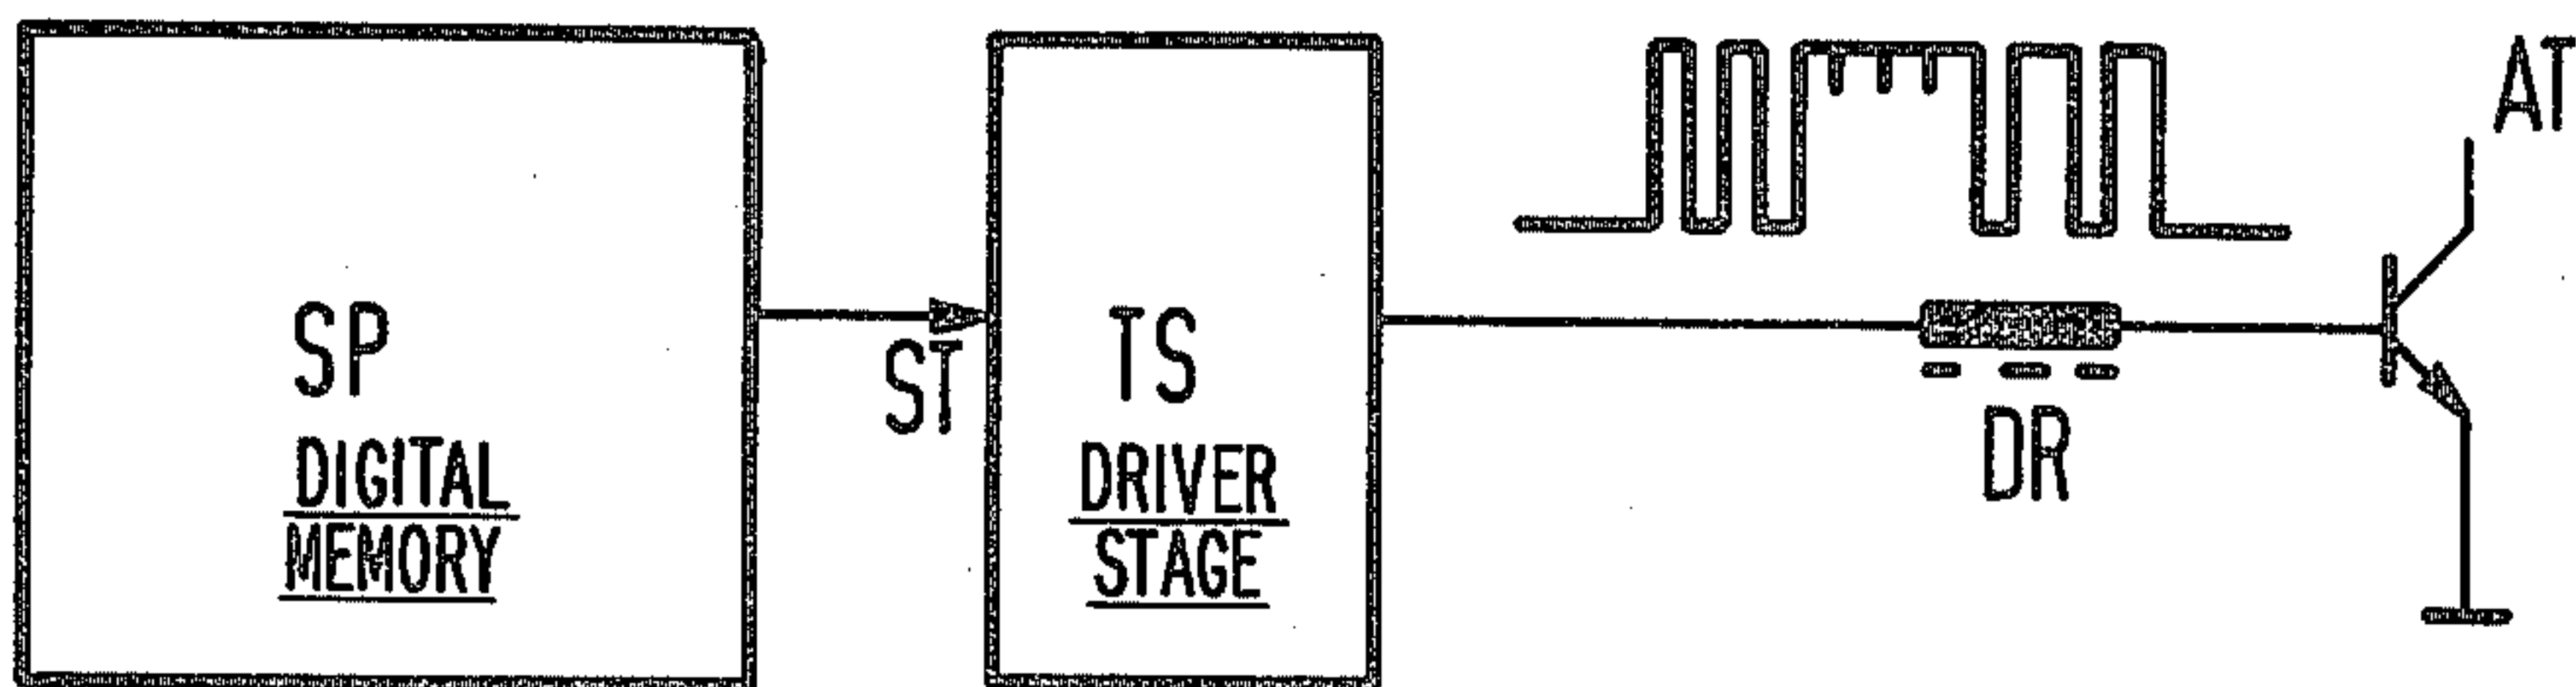 SP
DIGITAL
MEMORY
ST
TS
DRIVER
STAGE
DR
AT